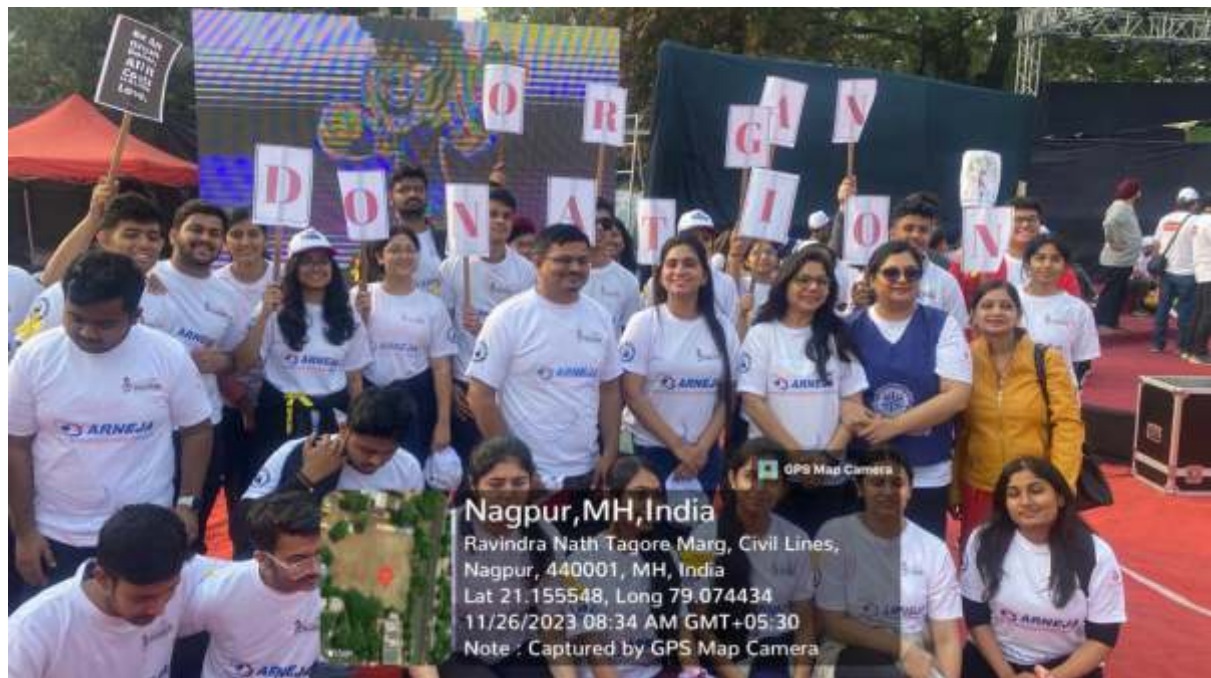 O R G A N
D O N A T I O N
Love.
ARNEJA
ARNEJA
ARNEJA
ARNEJA
ARNEJA
ARNEJA
ARNEJA
GPS Map Camera
Nagpur,MH,India
Ravindra Nath Tagore Marg, Civil Lines,
Nagpur, 440001, MH, India
Lat 21.155548, Long 79.074434
11/26/2023 08:34 AM GMT+05:30
Note : Captured by GPS Map Camera